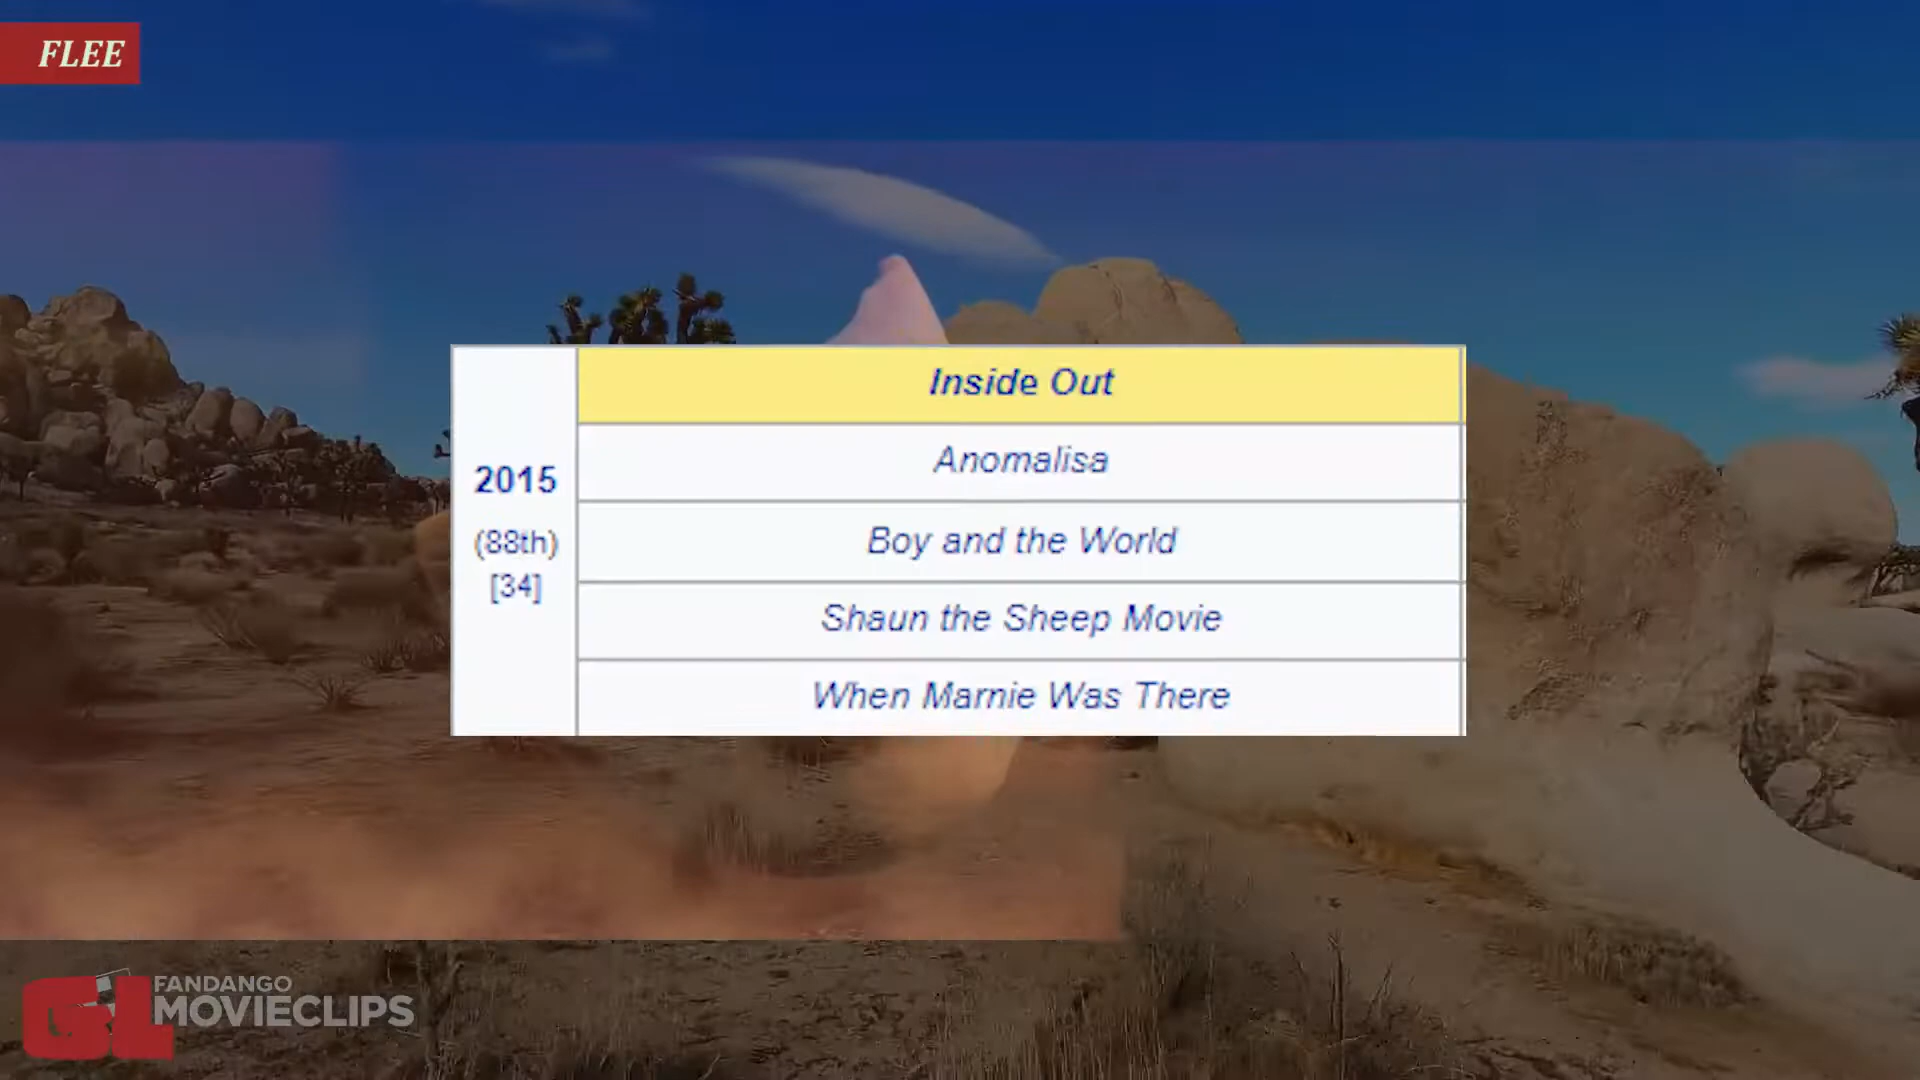 FLEE
Inside Out
Anomalisa
2015
Boy and the World
(88th)
[34]
Shaun the Sheep Movie
When Marnie Was There
GL
FANDANGO
MOVIECLIPS